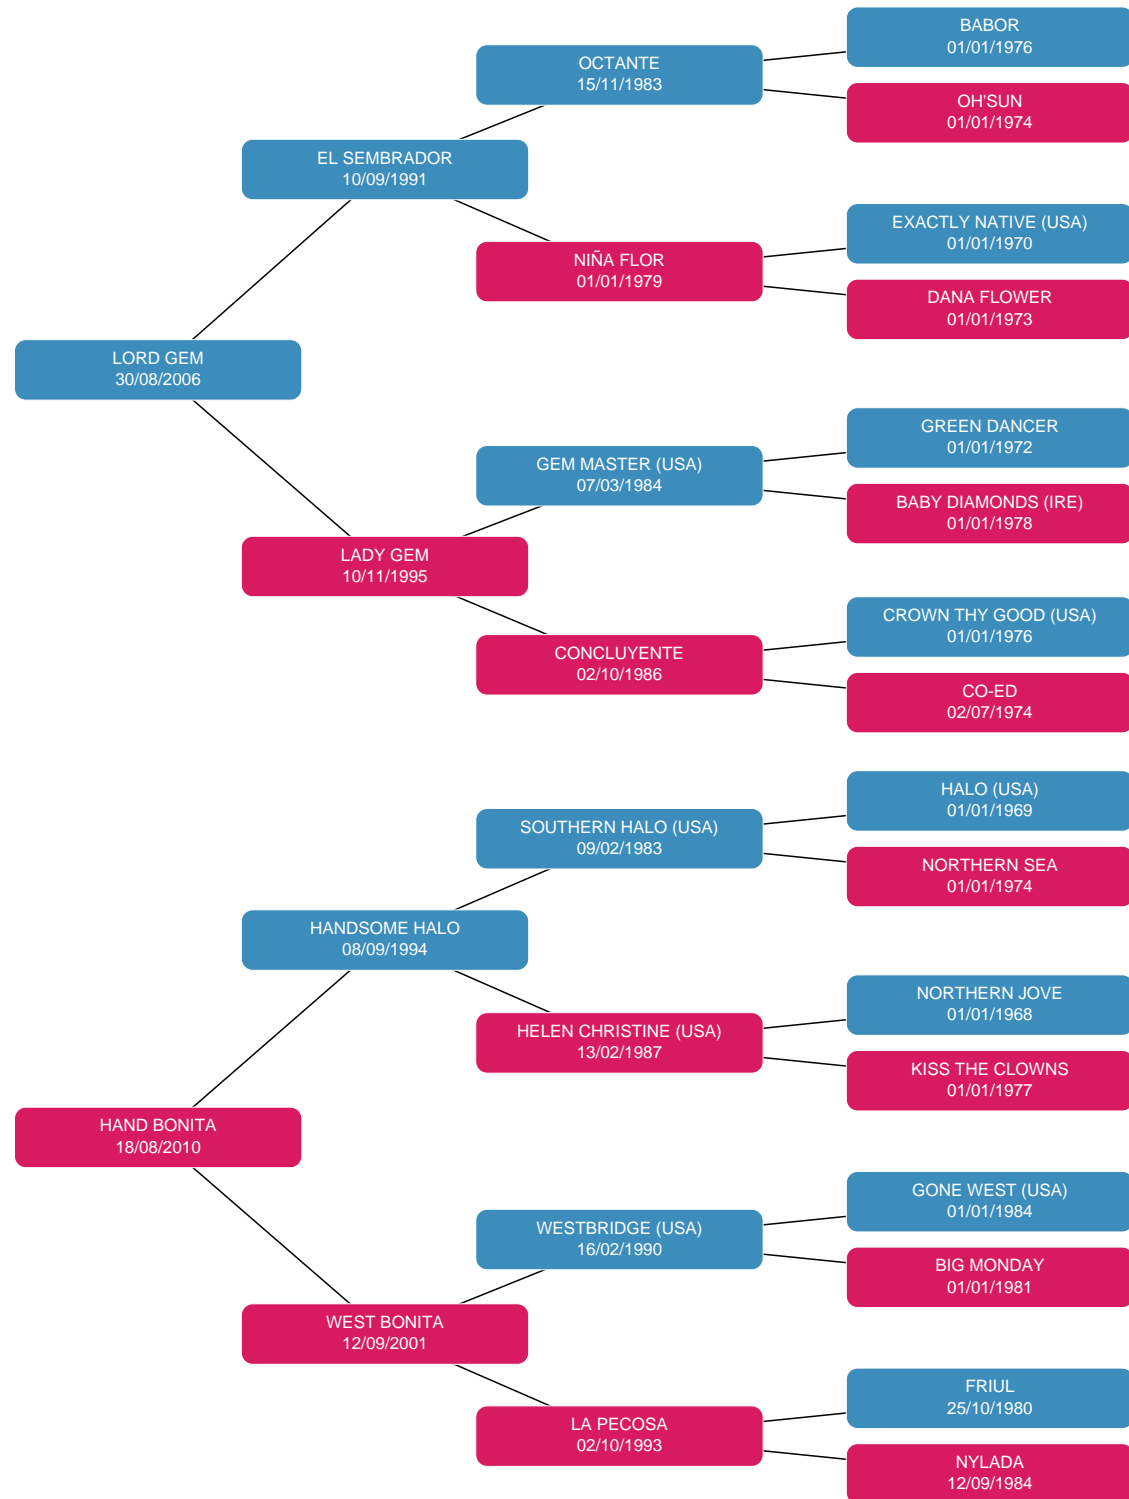 BABOR
01/01/1976
OCTANTE
15/11/1983
OH'SUN
01/01/1974
EL SEMBRADOR
10/09/1991
EXACTLY NATIVE (USA)
01/01/1970
NIÑA FLOR
01/01/1979
DANA FLOWER
01/01/1973
LORD GEM
30/08/2006
GREEN DANCER
01/01/1972
GEM MASTER (USA)
07/03/1984
BABY DIAMONDS (IRE)
01/01/1978
LADY GEM
10/11/1995
CROWN THY GOOD (USA)
01/01/1976
CONCLUYENTE
02/10/1986
CO-ED
02/07/1974
HALO (USA)
01/01/1969
SOUTHERN HALO (USA)
09/02/1983
NORTHERN SEA
01/01/1974
HANDSOME HALO
08/09/1994
NORTHERN JOVE
01/01/1968
HELEN CHRISTINE (USA)
13/02/1987
KISS THE CLOWNS
01/01/1977
HAND BONITA
18/08/2010
GONE WEST (USA)
01/01/1984
WESTBRIDGE (USA)
16/02/1990
BIG MONDAY
01/01/1981
WEST BONITA
12/09/2001
FRIUL
25/10/1980
LA PECOSA
02/10/1993
NYLADA
12/09/1984